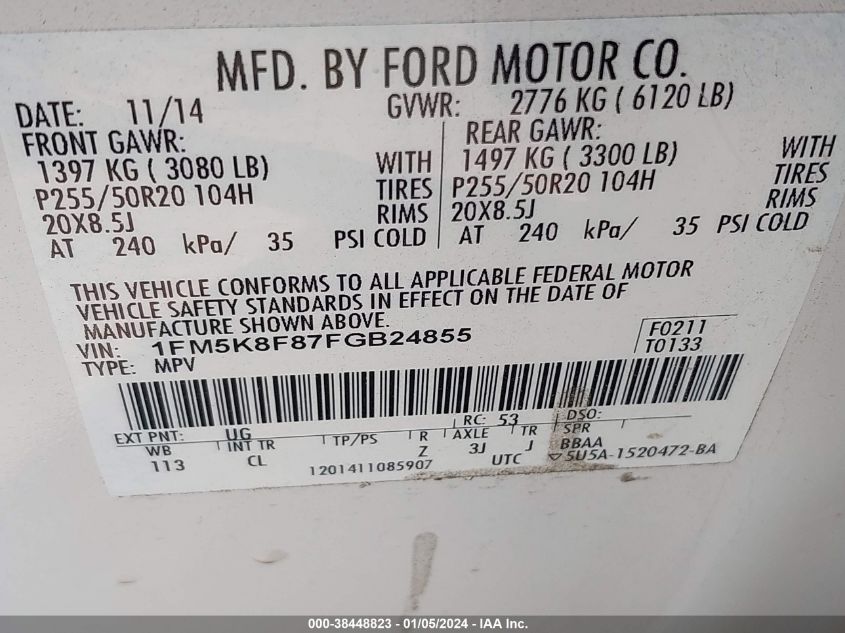 MFD. BY FORD MOTOR CO.
DATE: 11/14 GVWR: 2776 KG ( 6120 LB)
FRONT GAWR: REAR GAWR:
1397 KG ( 3080 LB) WITH 1497 KG ( 3300 LB) WITH
P255/50R20 104H TIRES P255/50R20 104H TIRES
20X8.5J RIMS 20X8.5J RIMS
AT 240 kPa/ 35 PSI COLD AT 240 kPa/ 35 PSI COLD
THIS VEHICLE CONFORMS TO ALL APPLICABLE FEDERAL MOTOR
VEHICLE SAFETY STANDARDS IN EFFECT ON THE DATE OF
MANUFACTURE SHOWN ABOVE.
VIN: 1FM5K8F87FGB24855 F0211
TYPE: MPV T0133
EXT PNT: UG RC: 53 DSO:
WB INT TR TP/PS R AXLE TR SPR
113 CL Z 3J J BBAA
1201411085907 UTC ▽5U5A-1520472-BA
000-38448823 — 01/05/2024 — IAA Inc.